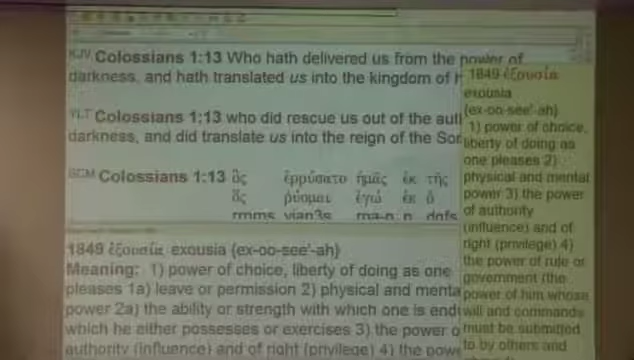 KJV Colossians 1:13 Who hath delivered us from the power of
darkness, and hath translated us into the kingdom of
YLT Colossians 1:13 who did rescue us out of the
darkness, and did translate us into the reign of the
Colossians 1:13 ὃς ἐρρύσατο ἡμᾶς ἐκ τῆς
ὅς ῥύομαι ἐγώ ἐκ ὁ
1849 ἐξουσία exousia {ex-oo-see'-ah}
Meaning: 1) power of choice, liberty of doing as one
pleases 1a) leave or permission 2) physical and
power 2a) the ability or strength with which one is
which he either possesses or exercises 3) the power
authority (influence) and of right (privilege) 4) the
1849 ἐξουσία
exousia
{ex-oo-see'-ah}
1) power of choice,
liberty of doing as
one pleases 2)
physical and mental
power 3) the power
of authority
(influence) and of
right (privilege) 4)
the power of rule or
government (the
power of him whose
will and commands
must be submitted
to by others and